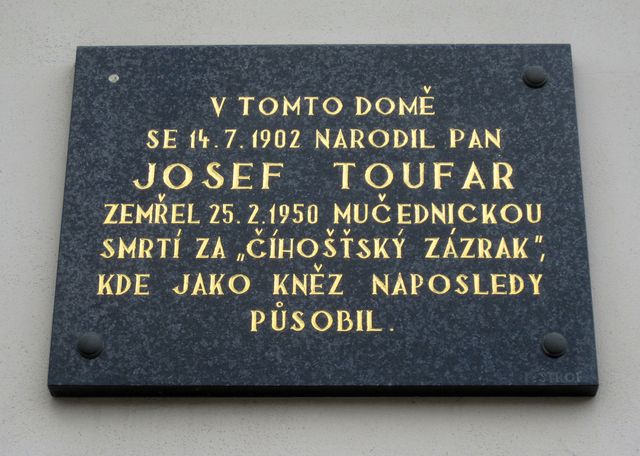 V TOMTO DOMĚ
SE 14.7.1902 NARODIL PAN
JOSEF TOUFAR
ZEMŘEL 25.2.1950 MUČEDNICKOU
SMRTÍ ZA „ČÍHOŠŤSKÝ ZÁZRAK“,
KDE JAKO KNĚZ NAPOSLEDY
PŮSOBIL.